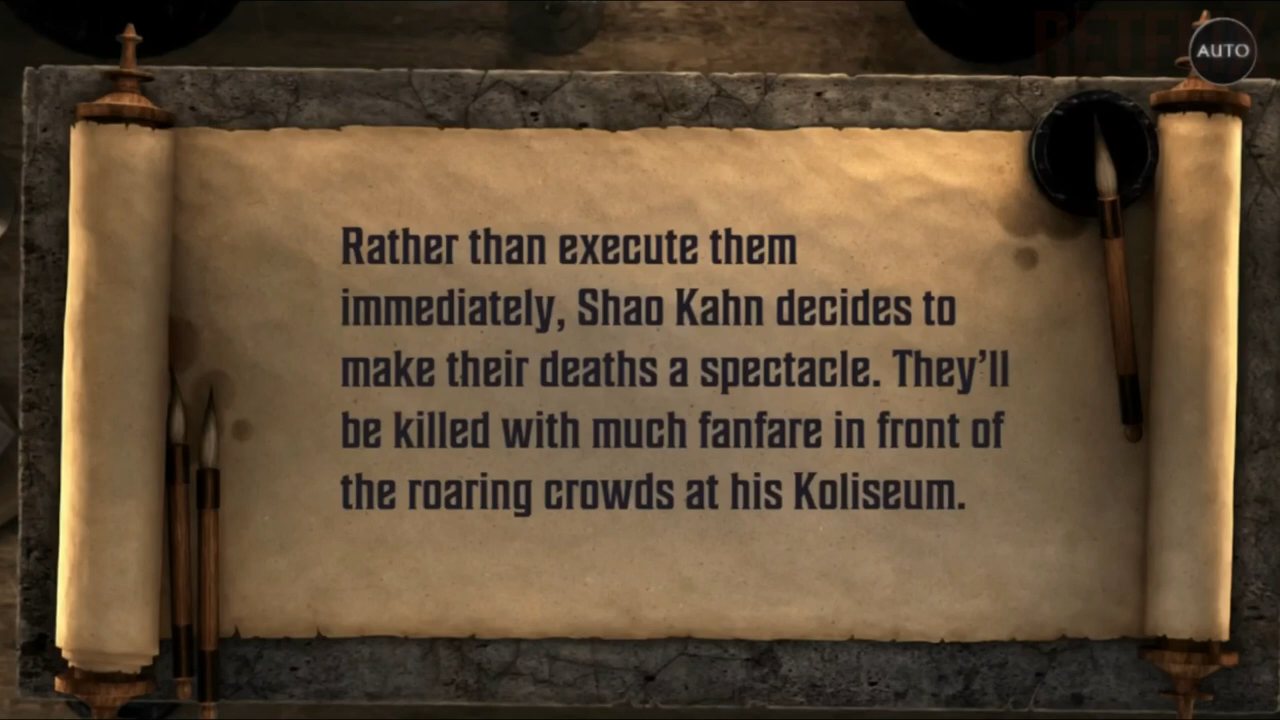 AUTO
Rather than execute them
immediately, Shao Kahn decides to
make their deaths a spectacle. They'll
be killed with much fanfare in front of
the roaring crowds at his Koliseum.